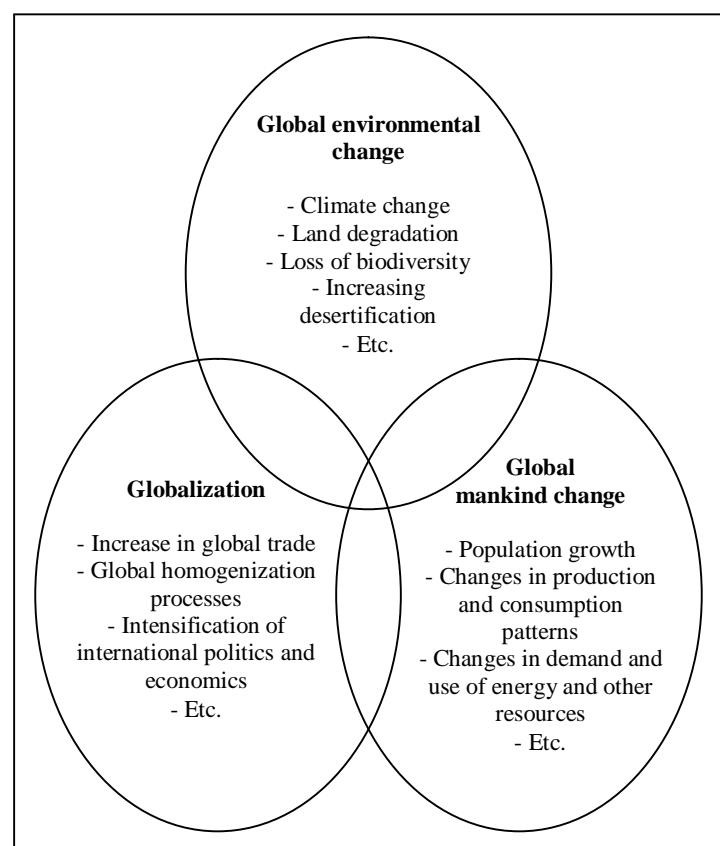 Global environmental
change
- Climate change
- Land degradation
- Loss of biodiversity
- Increasing
desertification
- Etc.
Globalization
- Increase in global trade
- Global homogenization
processes
- Intensification of
international politics and
economics
- Etc.
Global
mankind change
- Population growth
- Changes in production
and consumption
patterns
- Changes in demand and
use of energy and other
resources
- Etc.